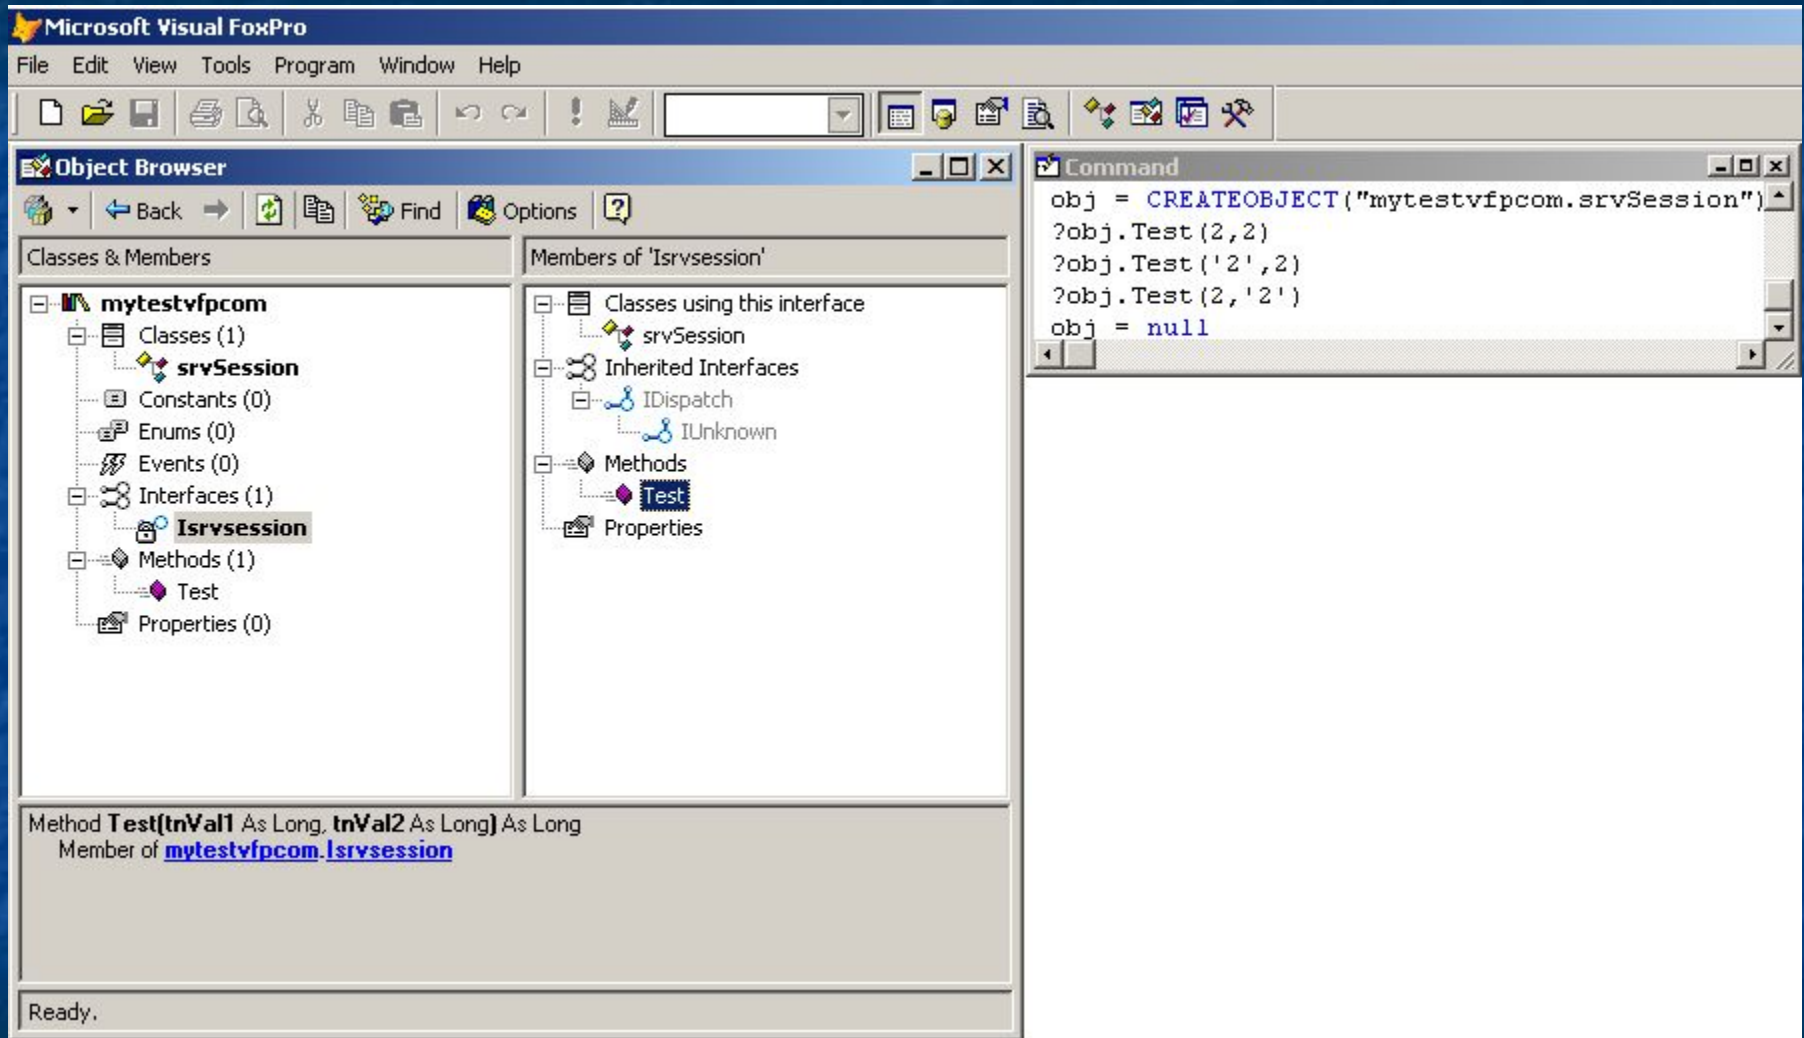 Microsoft Visual FoxPro
File Edit View Tools Program Window Help
Object Browser
Back Find Options
Classes & Members
mytestvfpcom
Classes (1)
srvSession
Constants (0)
Enums (0)
Events (0)
Interfaces (1)
Isrvsession
Methods (1)
Test
Properties (0)
Members of 'Isrvsession'
Classes using this interface
srvSession
Inherited Interfaces
IDispatch
IUnknown
Methods
Test
Properties
Method Test(tnVal1 As Long, tnVal2 As Long) As Long
Member of mytestvfpcom.Isrvsession
Ready.
Command
obj = CREATEOBJECT("mytestvfpcom.srvSession")
?obj.Test(2,2)
?obj.Test('2',2)
?obj.Test(2,'2')
obj = null